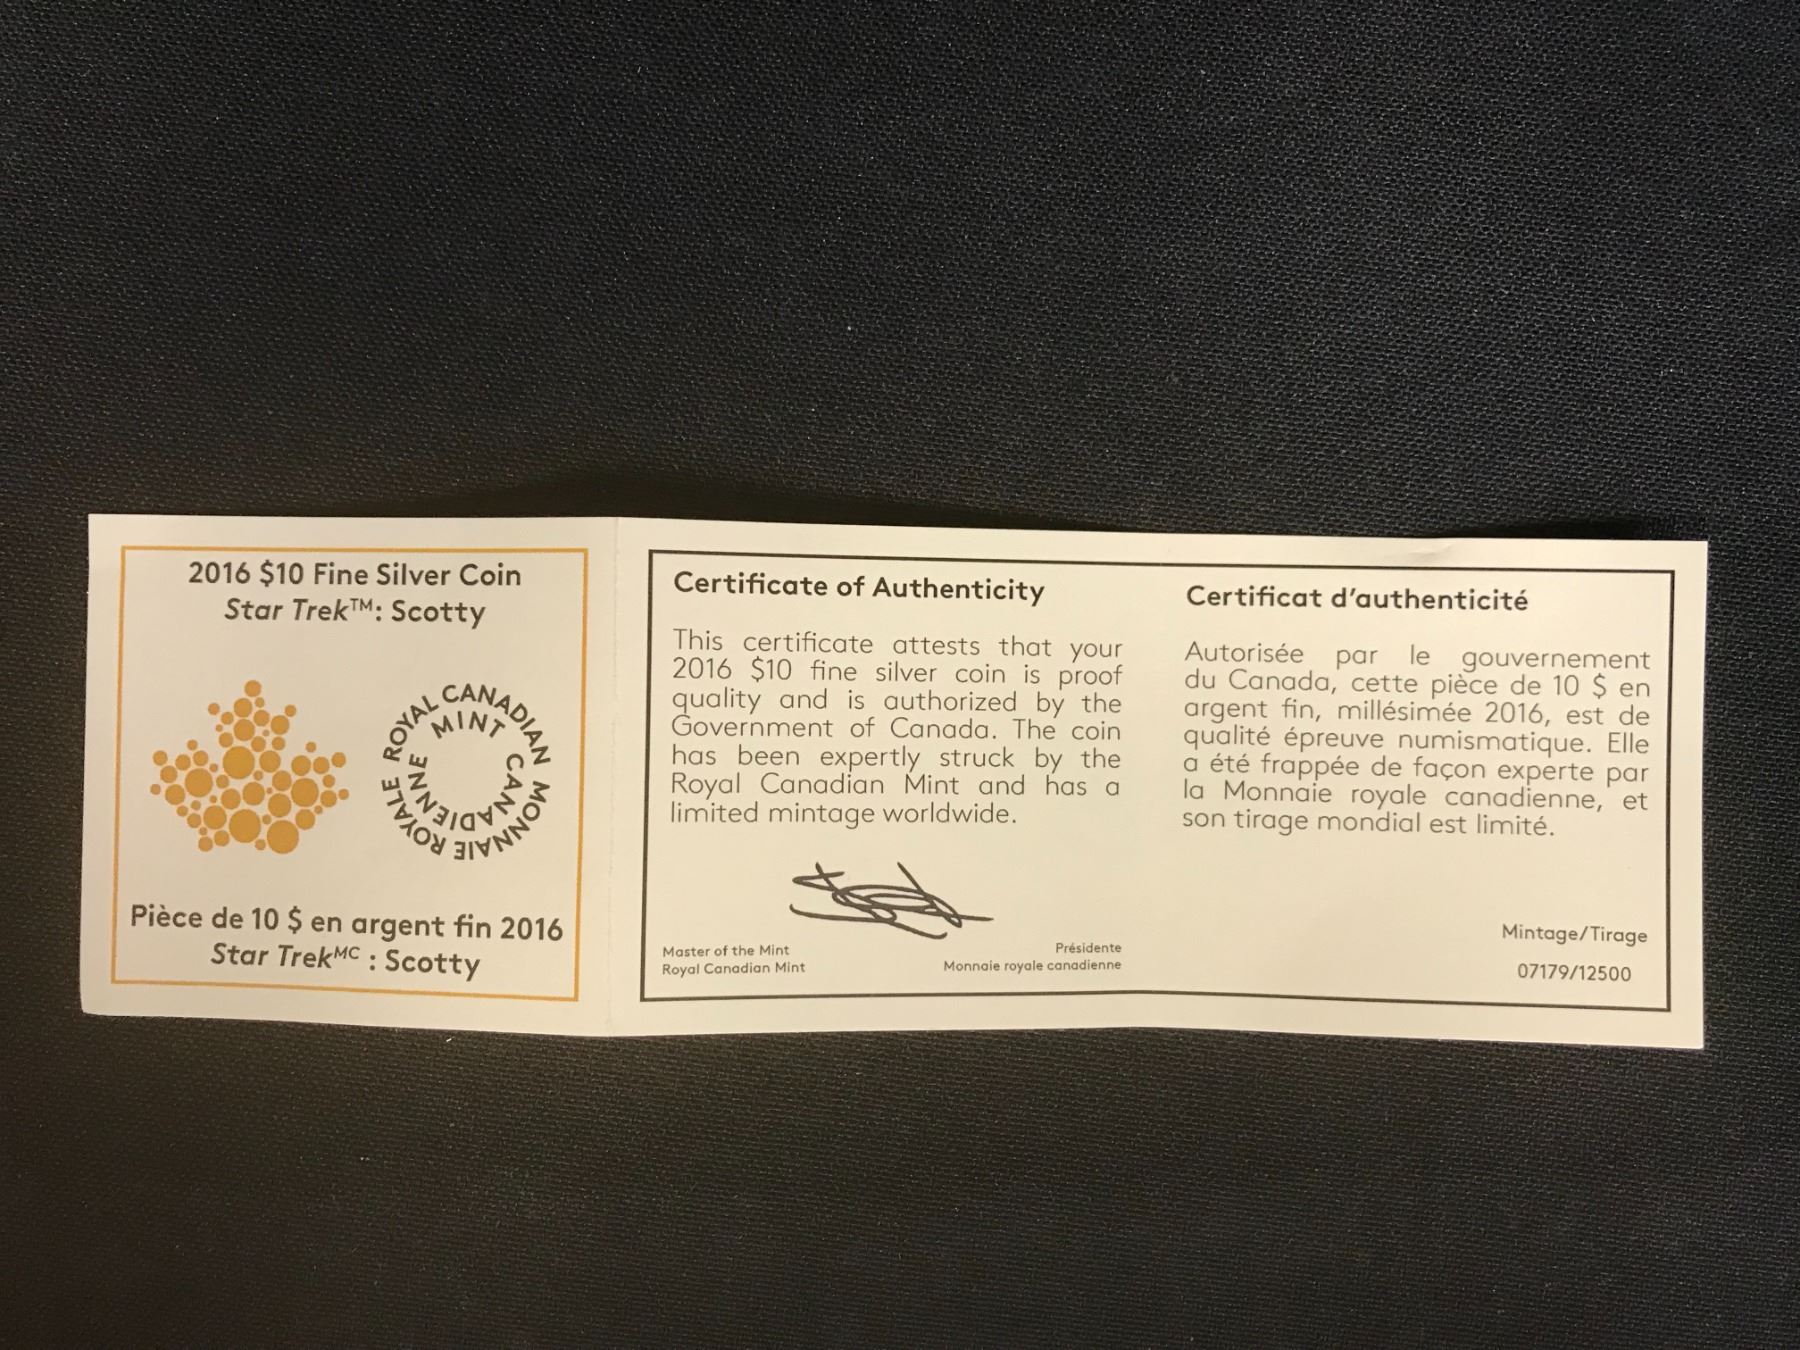 2016 $10 Fine Silver Coin
Star Trek™: Scotty
ROYAL CANADIAN MINT
MONNAIE ROYALE CANADIENNE
Pièce de 10 $ en argent fin 2016
Star Trekᴹᶜ : Scotty
Certificate of Authenticity
This certificate attests that your
2016 $10 fine silver coin is proof
quality and is authorized by the
Government of Canada. The coin
has been expertly struck by the
Royal Canadian Mint and has a
limited mintage worldwide.
Master of the Mint
Royal Canadian Mint
Présidente
Monnaie royale canadienne
Certificat d’authenticité
Autorisée par le gouvernement
du Canada, cette pièce de 10 $ en
argent fin, millésimée 2016, est de
qualité épreuve numismatique. Elle
a été frappée de façon experte par
la Monnaie royale canadienne, et
son tirage mondial est limité.
Mintage/Tirage
07179/12500